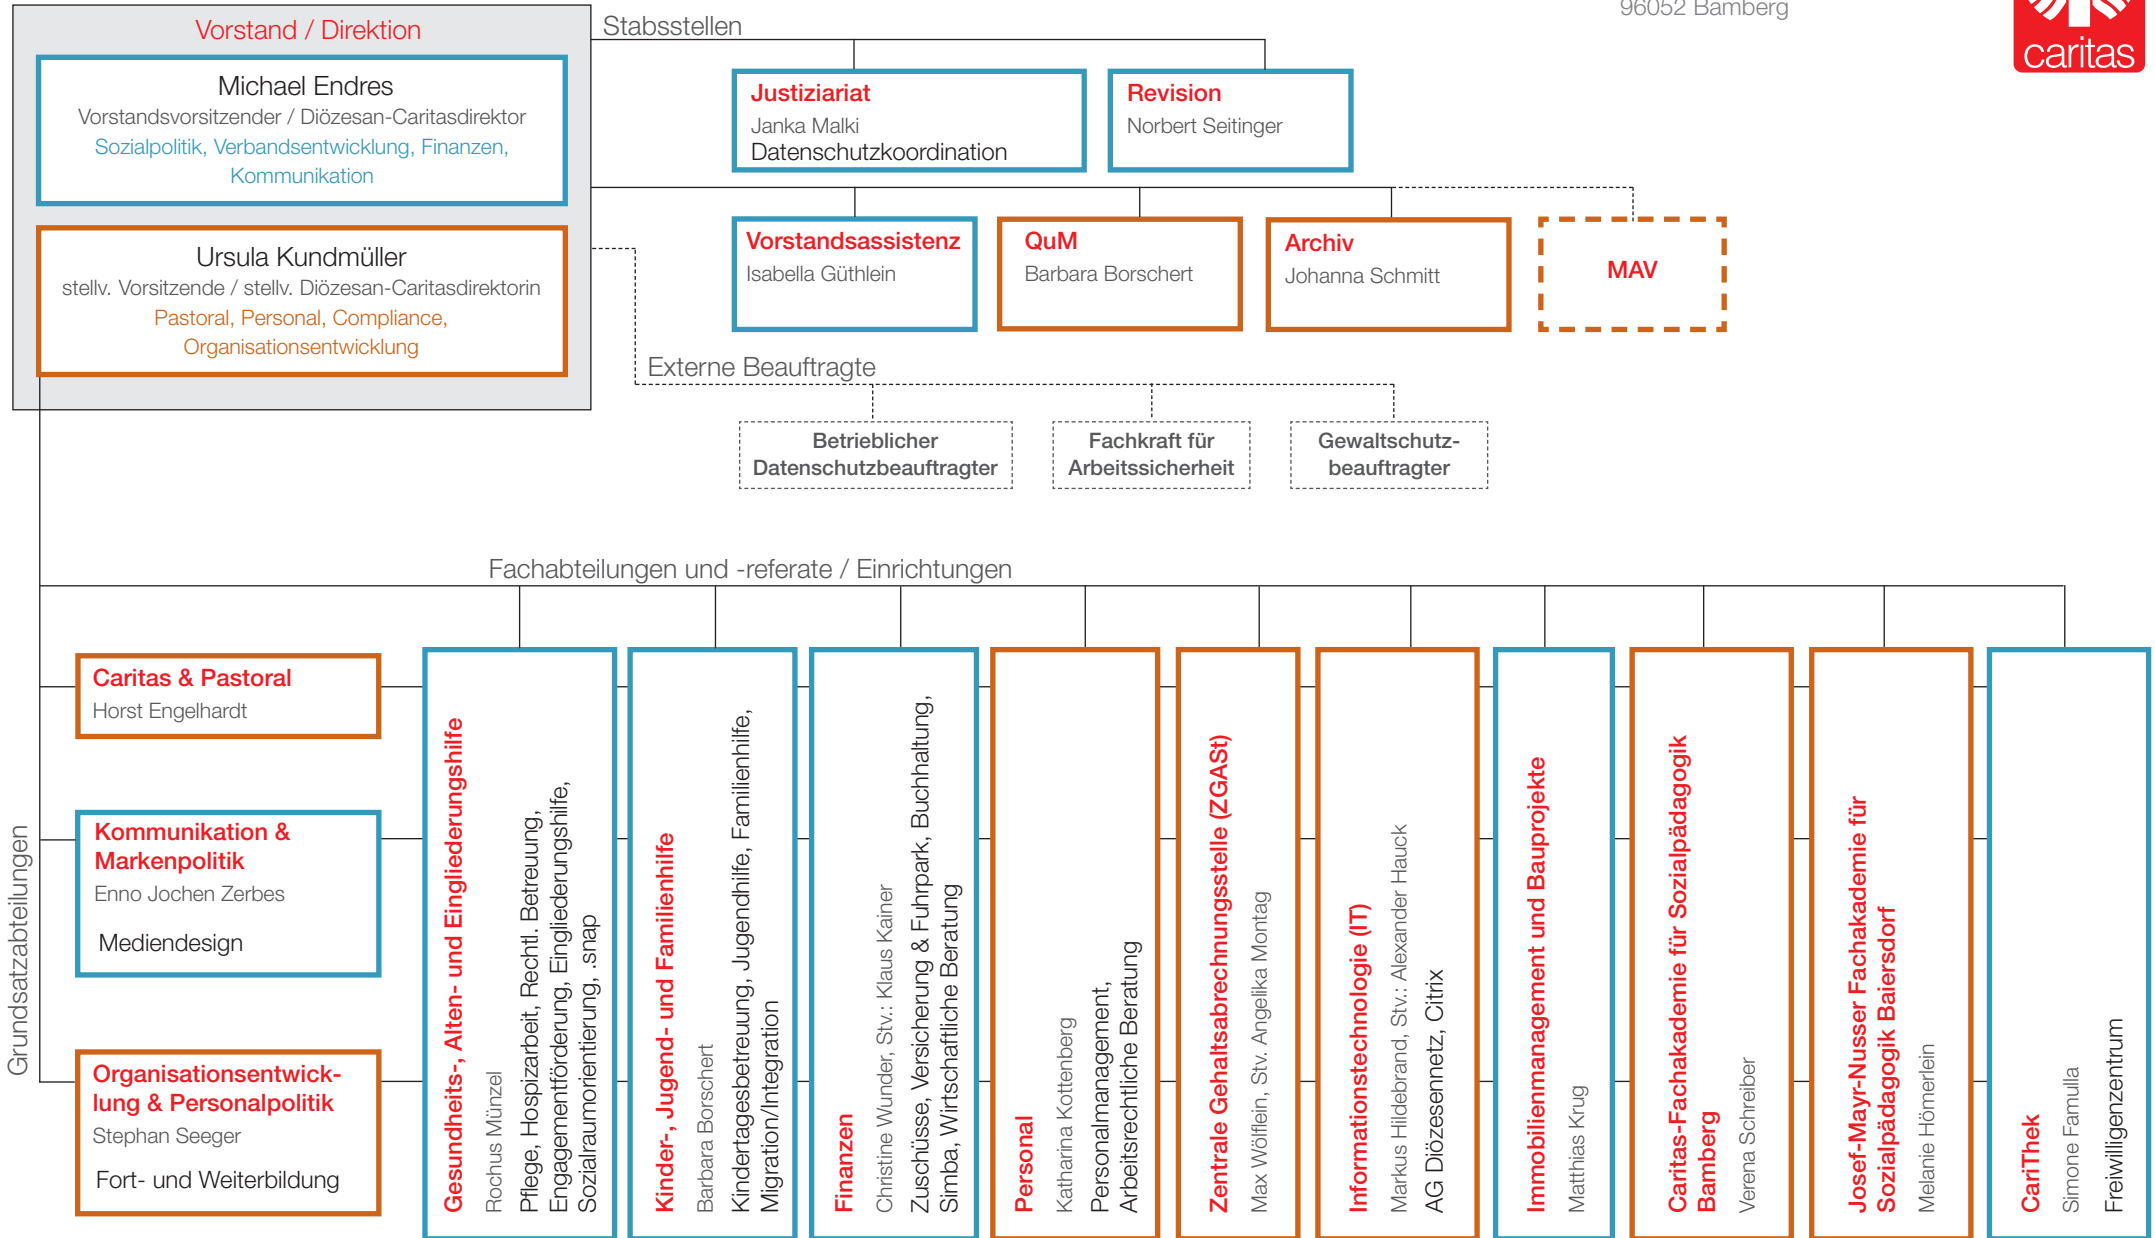 96052 Bamberg
caritas
Vorstand / Direktion
Michael Endres
Vorstandsvorsitzender / Diözesan-Caritasdirektor
Sozialpolitik, Verbandsentwicklung, Finanzen,
Kommunikation
Ursula Kundmüller
stellv. Vorsitzende / stellv. Diözesan-Caritasdirektorin
Pastoral, Personal, Compliance,
Organisationsentwicklung
Stabsstellen
Justiziariat
Janka Malki
Datenschutzkoordination
Revision
Norbert Seitinger
Vorstandsassistenz
Isabella Güthlein
QuM
Barbara Borschert
Archiv
Johanna Schmitt
MAV
Externe Beauftragte
Betrieblicher
Datenschutzbeauftragter
Fachkraft für
Arbeitssicherheit
Gewaltschutz-
beauftragter
Fachabteilungen und -referate / Einrichtungen
Grundsatzabteilungen
Caritas & Pastoral
Horst Engelhardt
Kommunikation &
Markenpolitik
Enno Jochen Zerbes
Mediendesign
Organisationsentwick-
lung & Personalpolitik
Stephan Seeger
Fort- und Weiterbildung
Gesundheits-, Alten- und Eingliederungshilfe
Rochus Münzel
Pflege, Hospizarbeit, Rechtl. Betreuung,
Engagementförderung, Eingliederungshilfe,
Sozialraumorientierung, .snap
Kinder-, Jugend- und Familienhilfe
Barbara Borschert
Kindertagesbetreuung, Jugendhilfe, Familienhilfe,
Migration/Integration
Finanzen
Christine Wunder, Stv.: Klaus Kainer
Zuschüsse, Versicherung & Fuhrpark, Buchhaltung,
Simba, Wirtschaftliche Beratung
Personal
Katharina Kottenberg
Personalmanagement,
Arbeitsrechtliche Beratung
Zentrale Gehaltsabrechnungsstelle (ZGASt)
Max Wölflein, Stv. Angelika Montag
Informationstechnologie (IT)
Markus Hildebrand, Stv.: Alexander Hauck
AG Diözesennetz, Citrix
Immobilienmanagement und Bauprojekte
Matthias Krug
Caritas-Fachakademie für Sozialpädagogik
Bamberg
Verena Schreiber
Josef-Mayr-Nusser Fachakademie für
Sozialpädagogik Baiersdorf
Melanie Hömerlein
CariThek
Simone Famulla
Freiwilligenzentrum